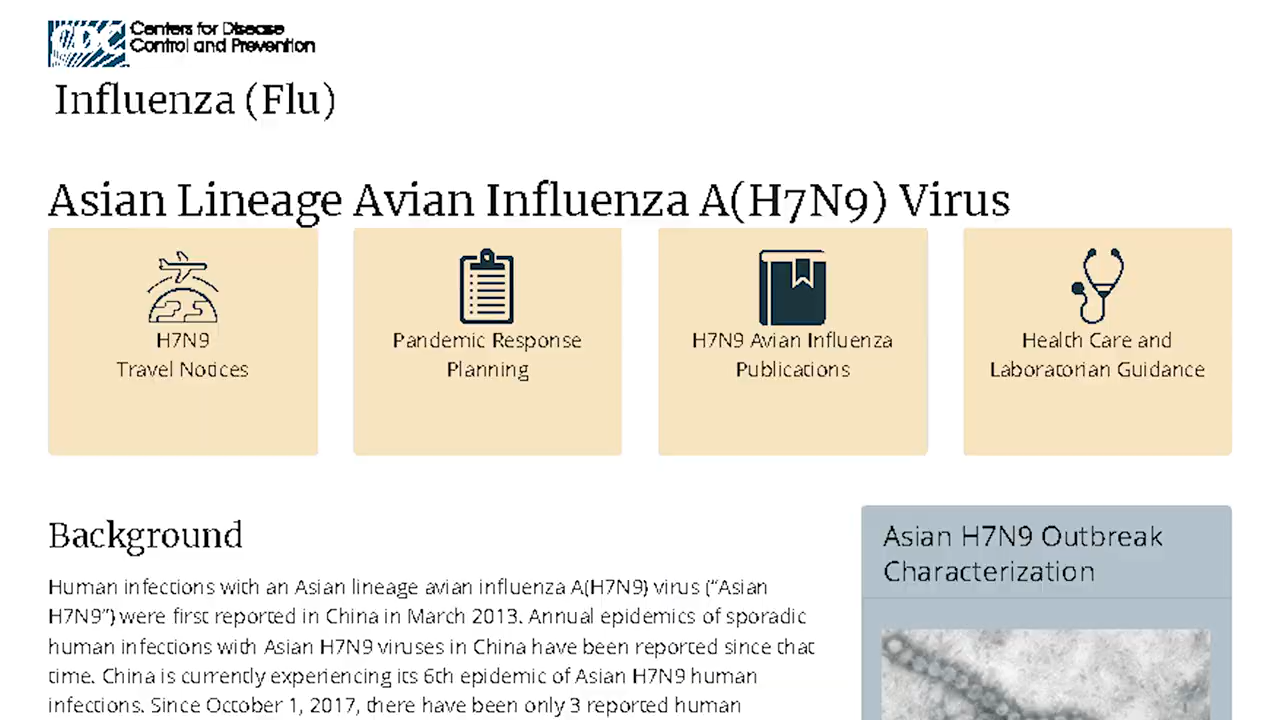 CDC
Centers for Disease
Control and Prevention
Influenza (Flu)
Asian Lineage Avian Influenza A(H7N9) Virus
H7N9
Travel Notices
Pandemic Response
Planning
H7N9 Avian Influenza
Publications
Health Care and
Laboratorian Guidance
Background
Human infections with an Asian lineage avian influenza A(H7N9) virus (“Asian
H7N9”) were first reported in China in March 2013. Annual epidemics of sporadic
human infections with Asian H7N9 viruses in China have been reported since that
time. China is currently experiencing its 6th epidemic of Asian H7N9 human
infections. Since October 1, 2017, there have been only 3 reported human
Asian H7N9 Outbreak
Characterization